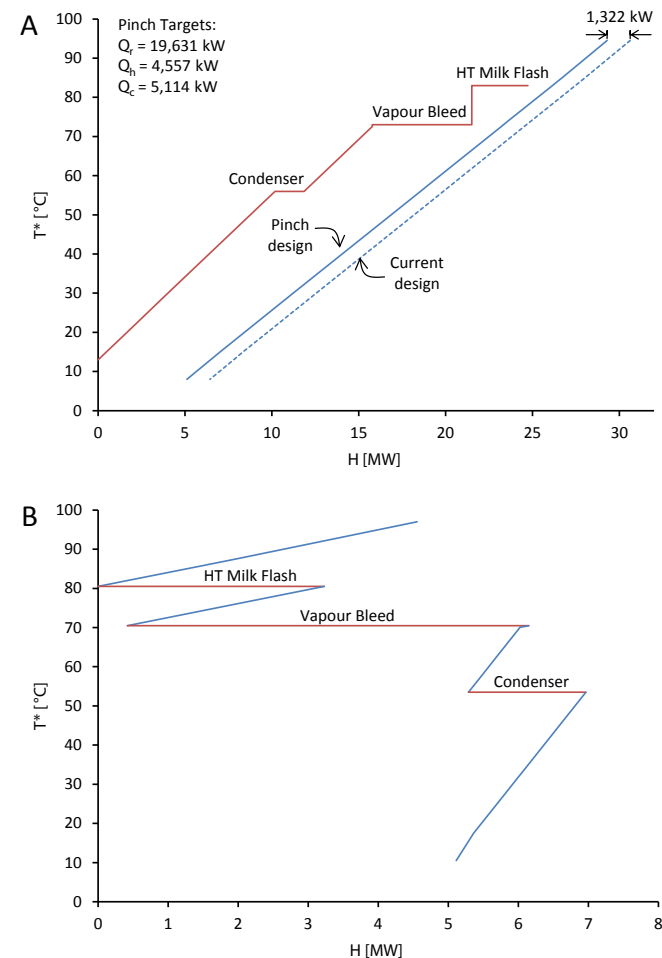 A
Pinch Targets:
Qr = 19,631 kW
Qh = 4,557 kW
Qc = 5,114 kW
1,322 kW
HT Milk Flash
Vapour Bleed
Condenser
Pinch
design
Current
design
100
90
80
70
60
50
40
30
20
10
0
T* [°C]
0 5 10 15 20 25 30
H [MW]
B
100
90
80
70
60
50
40
30
20
10
0
T* [°C]
HT Milk Flash
Vapour Bleed
Condenser
0 1 2 3 4 5 6 7 8
H [MW]